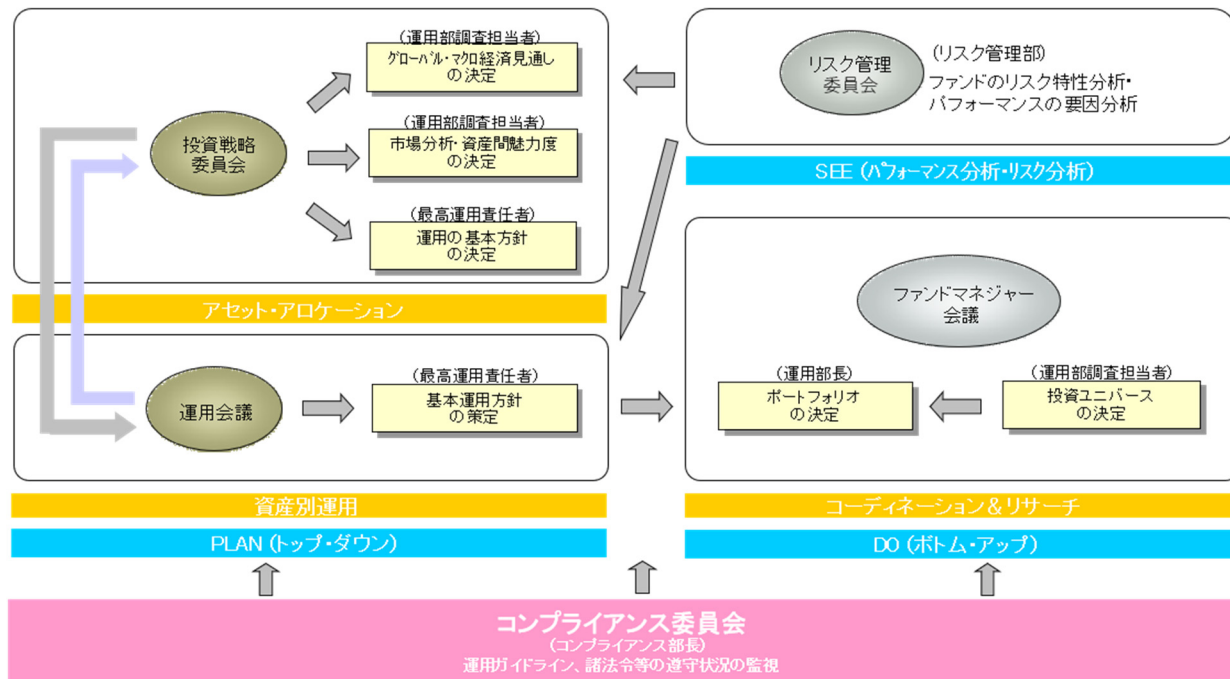 (運用部調査担当者)
グローバル・マクロ経済見通し
の決定
投資戦略
委員会
(運用部調査担当者)
市場分析・資産間魅力度
の決定
(最高運用責任者)
運用の基本方針
の決定
アセット・アロケーション
運用会議
(最高運用責任者)
基本運用方針
の策定
資産別運用
PLAN (トップ・ダウン)
リスク管理
委員会
(リスク管理部)
ファンドのリスク特性分析・
パフォーマンスの要因分析
SEE (パフォーマンス分析・リスク分析)
ファンドマネジャー
会議
(運用部長)
ポートフォリオ
の決定
(運用部調査担当者)
投資ユニバース
の決定
コーディネーション&リサーチ
DO (ボトム・アップ)
コンプライアンス委員会
(コンプライアンス部長)
運用ガイドライン、諸法令等の遵守状況の監視